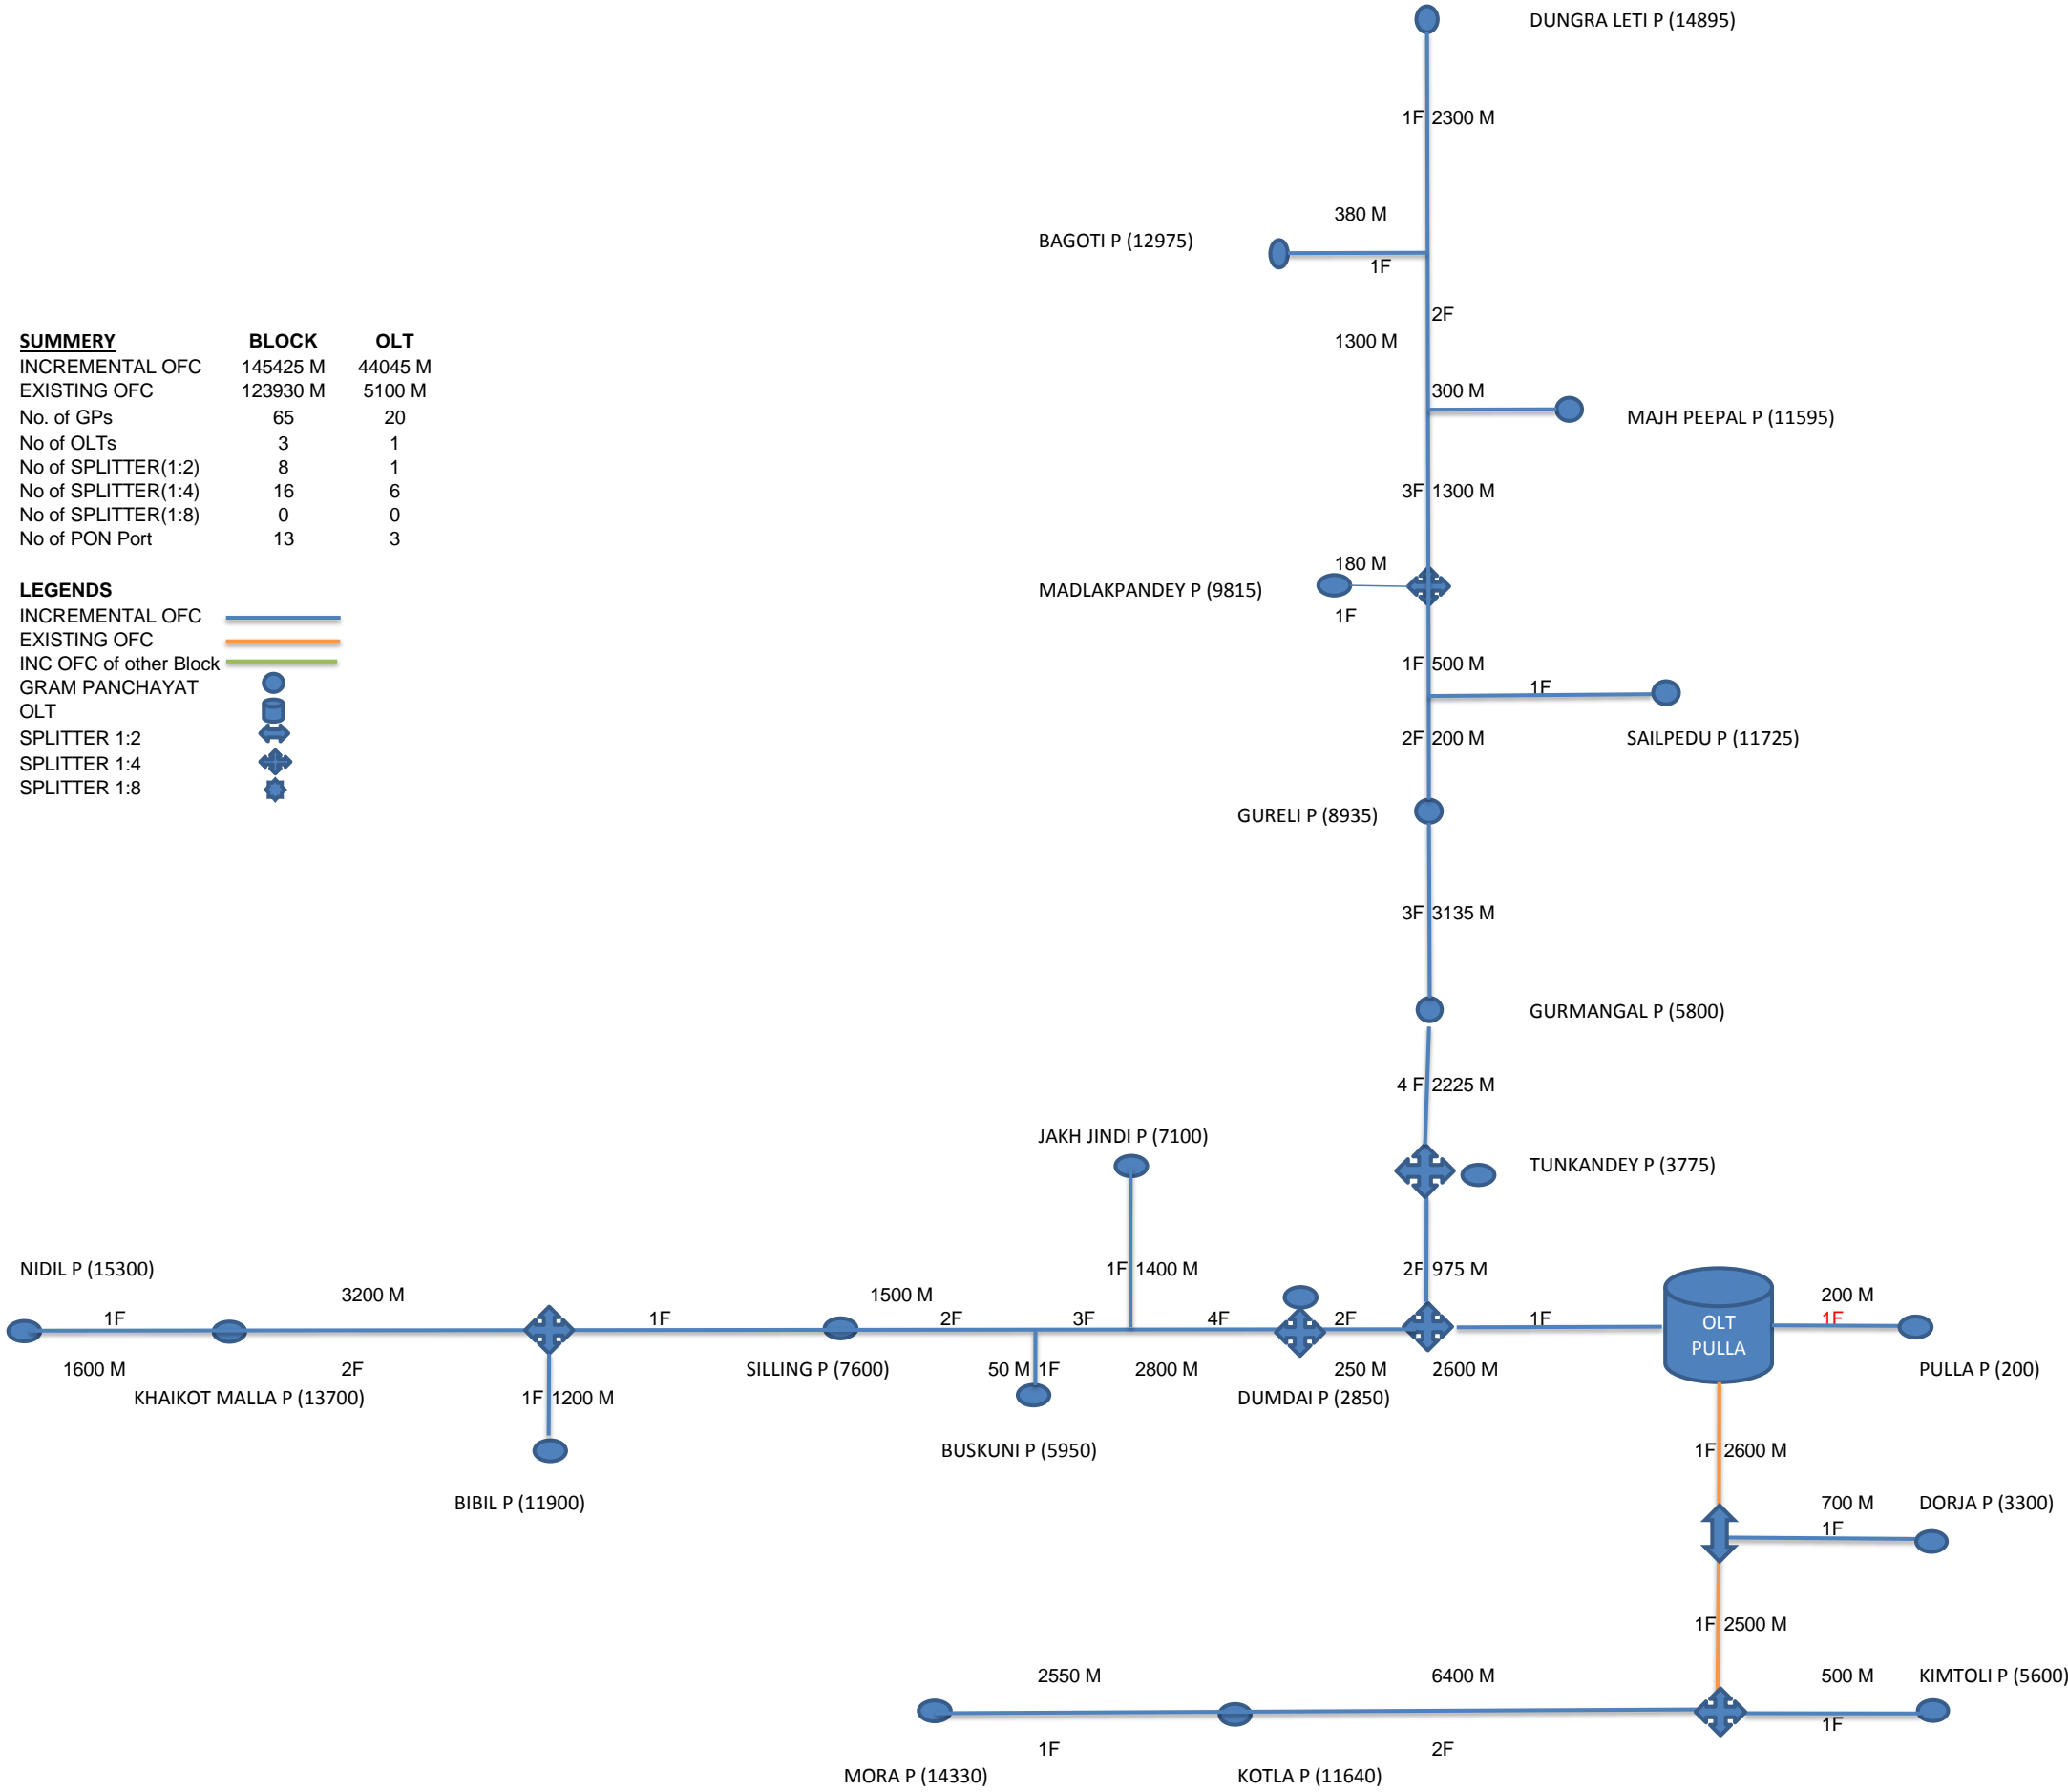 DUNGRA LETI P (14895)
1F 2300 M
380 M
BAGOTI P (12975)
1F
2F
1300 M
SUMMERY BLOCK OLT
INCREMENTAL OFC 145425 M 44045 M
EXISTING OFC 123930 M 5100 M
No. of GPs 65 20
No of OLTs 3 1
No of SPLITTER(1:2) 8 1
No of SPLITTER(1:4) 16 6
No of SPLITTER(1:8) 0 0
No of PON Port 13 3
300 M
MAJH PEEPAL P (11595)
3F 1300 M
180 M
MADLAKPANDEY P (9815)
1F
LEGENDS
INCREMENTAL OFC
EXISTING OFC
INC OFC of other Block
GRAM PANCHAYAT
OLT
SPLITTER 1:2
SPLITTER 1:4
SPLITTER 1:8
1F 500 M
1F
2F 200 M
SAILPEDU P (11725)
GURELI P (8935)
3F 3135 M
GURMANGAL P (5800)
4 F 2225 M
JAKH JINDI P (7100)
TUNKANDEY P (3775)
NIDIL P (15300)
1F 1400 M
2F 975 M
3200 M
1500 M
200 M
1F
1F
2F
3F
4F
2F
1F
OLT
PULLA
1F
1600 M
2F
SILLING P (7600)
50 M 1F
2800 M
250 M
2600 M
PULLA P (200)
KHAIKOT MALLA P (13700)
1F 1200 M
DUMDAI P (2850)
BUSKUNI P (5950)
1F 2600 M
BIBIL P (11900)
700 M
DORJA P (3300)
1F
1F 2500 M
2550 M
6400 M
500 M
KIMTOLI P (5600)
1F
1F
2F
MORA P (14330)
KOTLA P (11640)